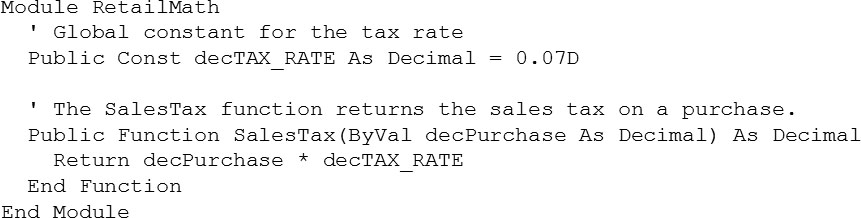 Module RetailMath
  ' Global constant for the tax rate
  Public Const decTAX_RATE As Decimal = 0.07D

  ' The SalesTax function returns the sales tax on a purchase.
  Public Function SalesTax(ByVal decPurchase As Decimal) As Decimal
    Return decPurchase * decTAX_RATE
  End Function
End Module